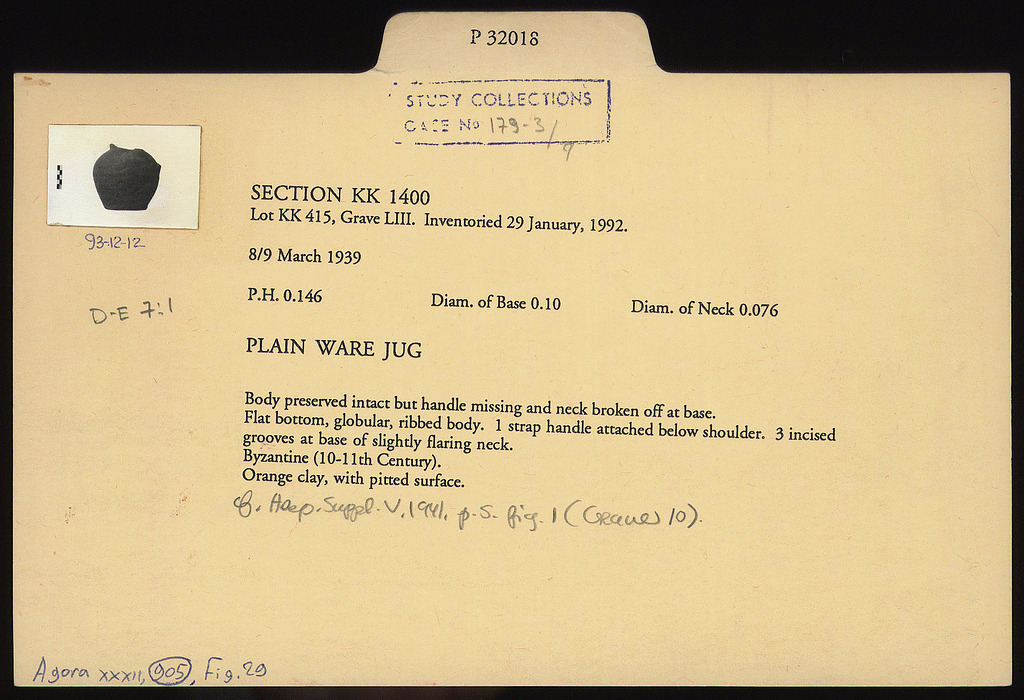 P 32018
STUDY COLLECTIONS
CASE No 179-3/9
93-12-12
D-E 7:1
SECTION KK 1400
Lot KK 415, Grave LIII. Inventoried 29 January, 1992.
8/9 March 1939
P.H. 0.146 Diam. of Base 0.10 Diam. of Neck 0.076
PLAIN WARE JUG
Body preserved intact but handle missing and neck broken off at base.
Flat bottom, globular, ribbed body. 1 strap handle attached below shoulder. 3 incised
grooves at base of slightly flaring neck.
Byzantine (10-11th Century).
Orange clay, with pitted surface.
cf. Hesp. Suppl. V, 1941, p. 5. fig. 1 (Grave 10).
Agora XXXII, 905, Fig. 29